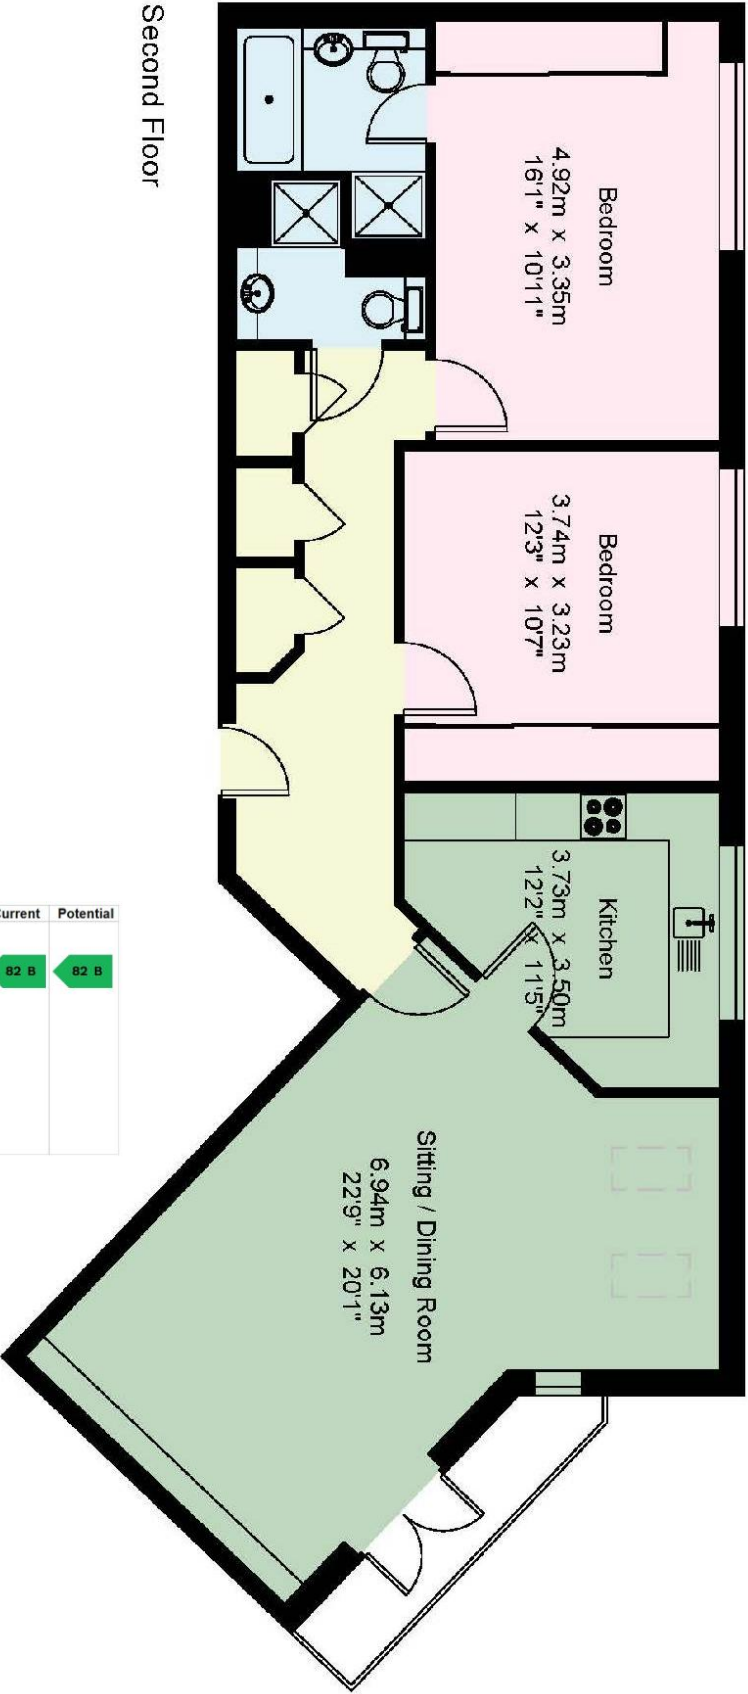 Second Floor
Bedroom
4.92m x 3.35m
16'1" x 10'11"
Bedroom
3.74m x 3.23m
12'3" x 10'7"
Kitchen
3.73m x 3.50m
12'2" x 11'5"
Sitting / Dining Room
6.94m x 6.13m
22'9" x 20'1"
urrent Potential
82 B 82 B